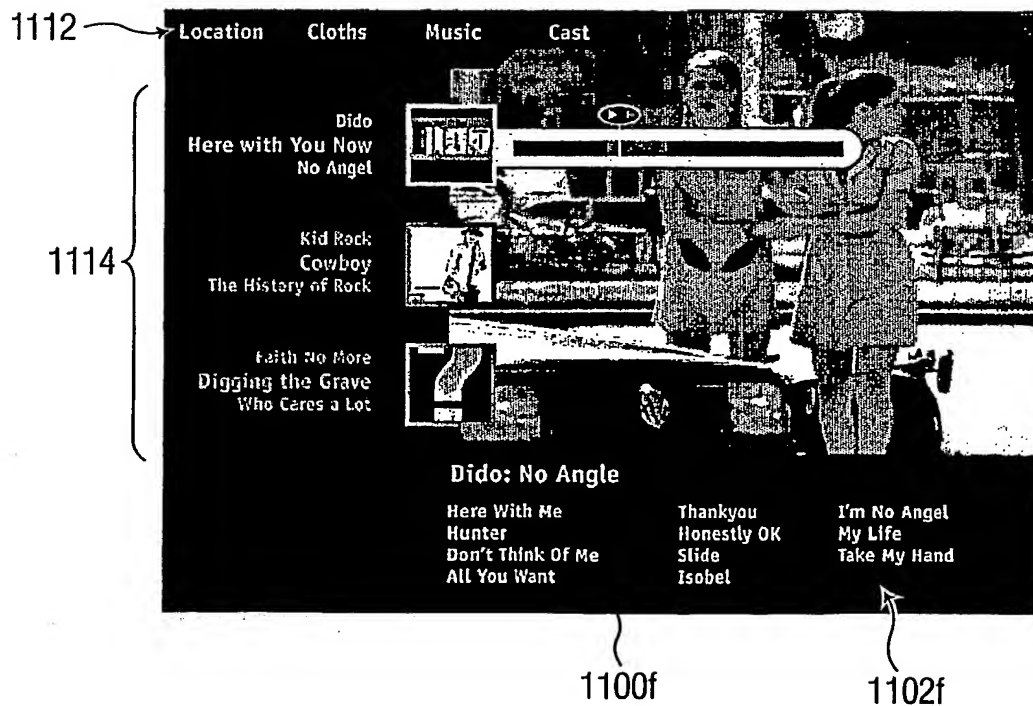 1112
Location Cloths Music Cast
Dido
Here with You Now
No Angel
1114
Kid Rock
Cowboy
The History of Rock
Faith No More
Digging the Grave
Who Cares a Lot
Dido: No Angle
Here With Me Thankyou I'm No Angel
Hunter Honestly OK My Life
Don't Think Of Me Slide Take My Hand
All You Want Isobel
1100f 1102f